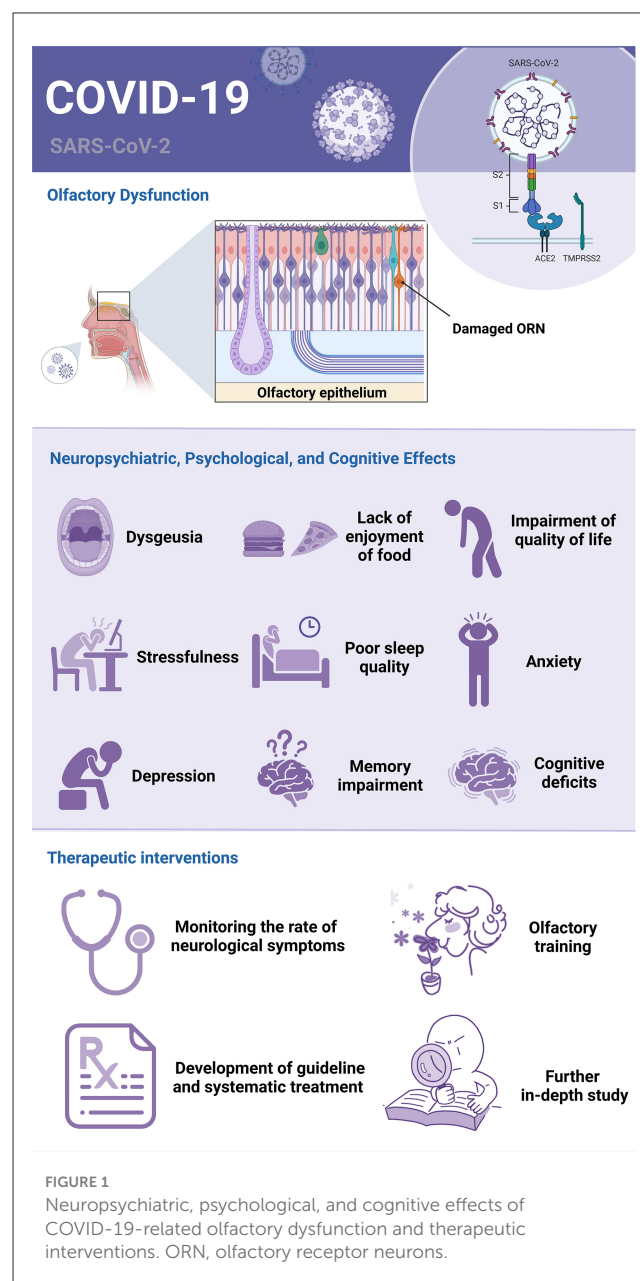 COVID-19
SARS-CoV-2
SARS-CoV-2
S2
S1
ACE2
TMPRSS2
Olfactory Dysfunction
Damaged ORN
Olfactory epithelium
Neuropsychiatric, Psychological, and Cognitive Effects
Dysgeusia
Lack of
enjoyment
of food
Impairment of
quality of life
Stressfulness
Poor sleep
quality
Anxiety
Depression
???
Memory
impairment
Cognitive
deficits
Therapeutic interventions
Monitoring the rate of
neurological symptoms
Olfactory
training
Rx
Development of guideline
and systematic treatment
Further
in-depth study
FIGURE 1
Neuropsychiatric, psychological, and cognitive effects of
COVID-19-related olfactory dysfunction and therapeutic
interventions. ORN, olfactory receptor neurons.